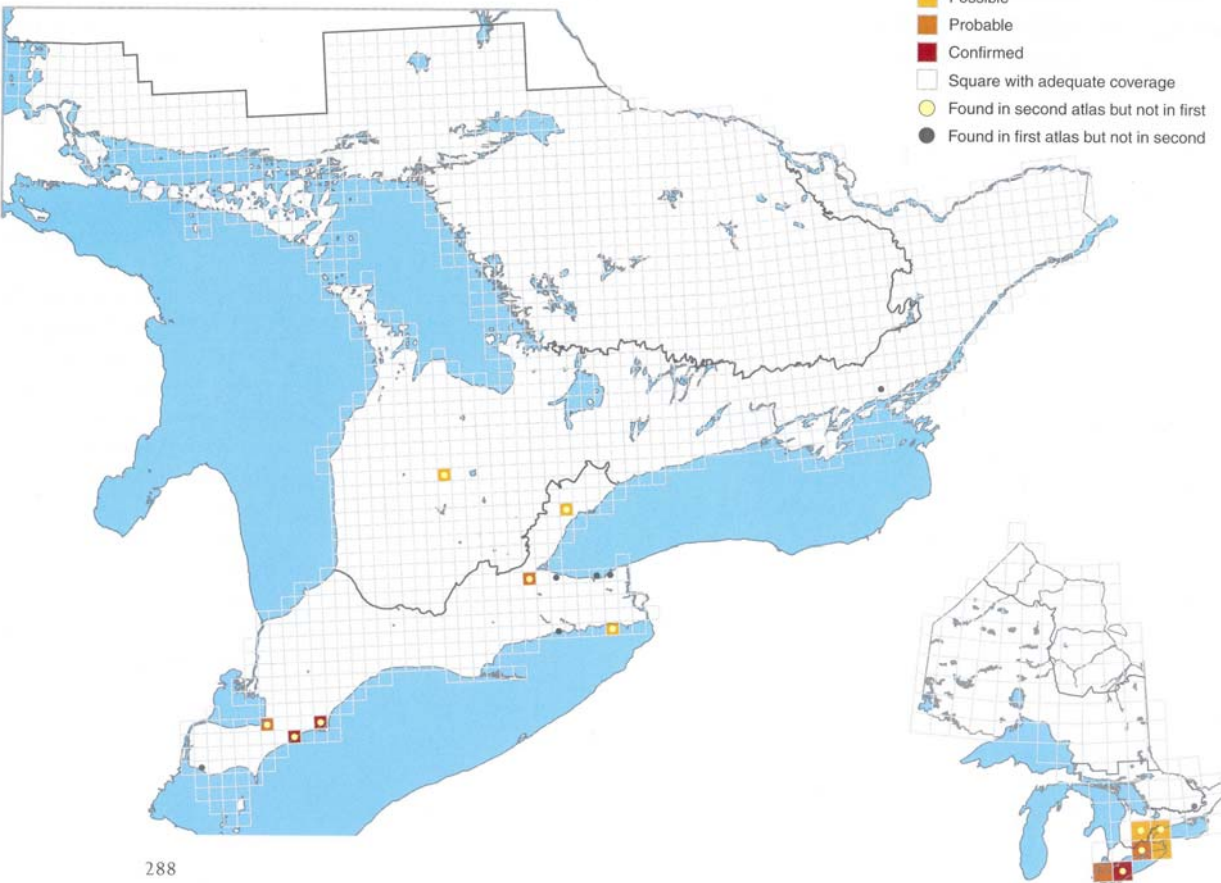 Possible
Probable
Confirmed
Square with adequate coverage
Found in second atlas but not in first
Found in first atlas but not in second
288